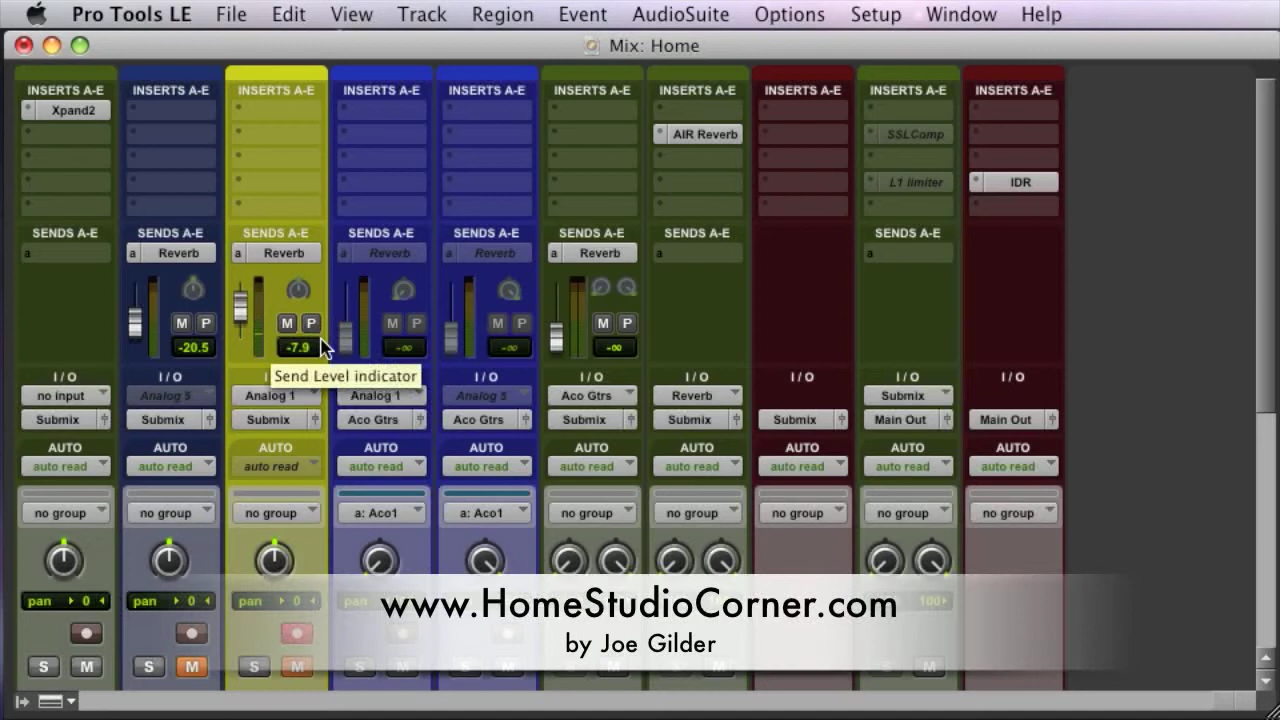 Pro Tools LE File Edit View Track Region Event AudioSuite Options Setup Window Help
Mix: Home
INSERTS A-E INSERTS A-E INSERTS A-E INSERTS A-E INSERTS A-E INSERTS A-E INSERTS A-E INSERTS A-E INSERTS A-E INSERTS A-E
Xpand2
AIR Reverb SSLComp
L1 limiter IDR
SENDS A-E SENDS A-E SENDS A-E SENDS A-E SENDS A-E SENDS A-E SENDS A-E SENDS A-E
a a Reverb a Reverb a Reverb a Reverb a Reverb a a
M P M P M P M P M P
-20.5 -7.9 -∞ -∞ -∞
Send Level indicator
I / O I / O I I / O I / O I / O I / O I / O I / O I / O
no input Analog 5 Analog 1 Analog 1 Analog 5 Aco Gtrs Reverb Submix
Submix Submix Submix Aco Gtrs Aco Gtrs Submix Submix Submix Main Out Main Out
AUTO AUTO AUTO AUTO AUTO AUTO AUTO AUTO AUTO AUTO
auto read auto read auto read auto read auto read auto read auto read auto read auto read auto read
no group no group no group a: Aco1 a: Aco1 no group no group no group no group no group
pan 0 pan 0 pan 0 pan 100
www.HomeStudioCorner.com
by Joe Gilder
S M S M S M S M S M S M S M S M